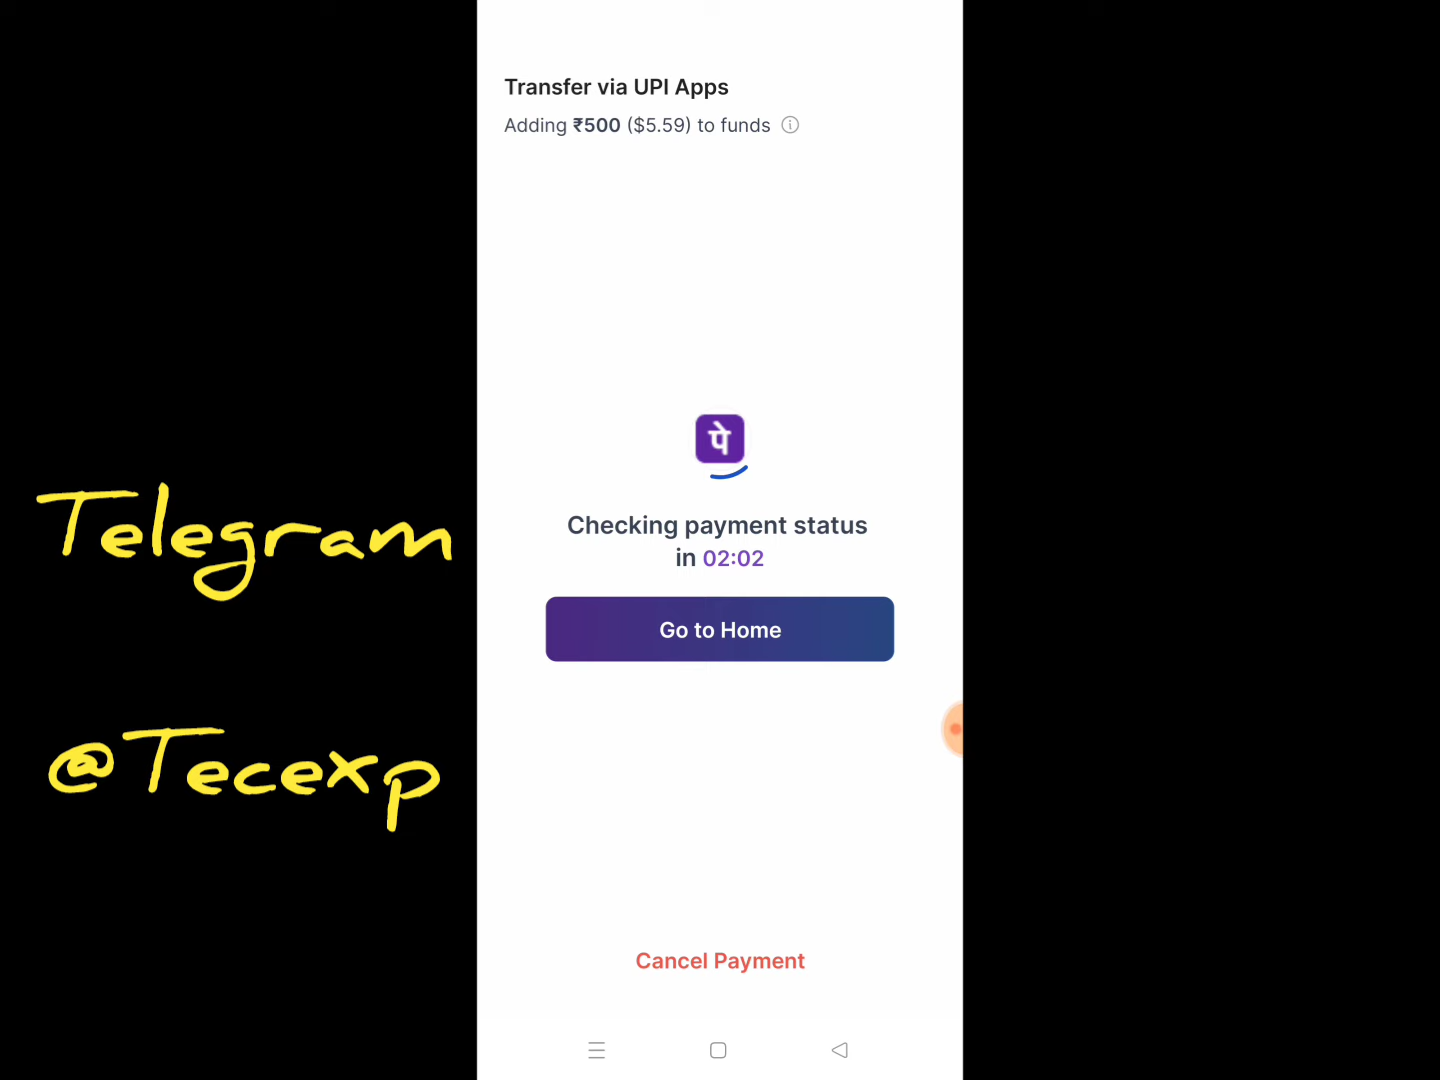 Transfer via UPI Apps
Adding ₹500 ($5.59) to funds
पे
Checking payment status
in 02:02
Go to Home
Cancel Payment
Telegram
@Tecexp